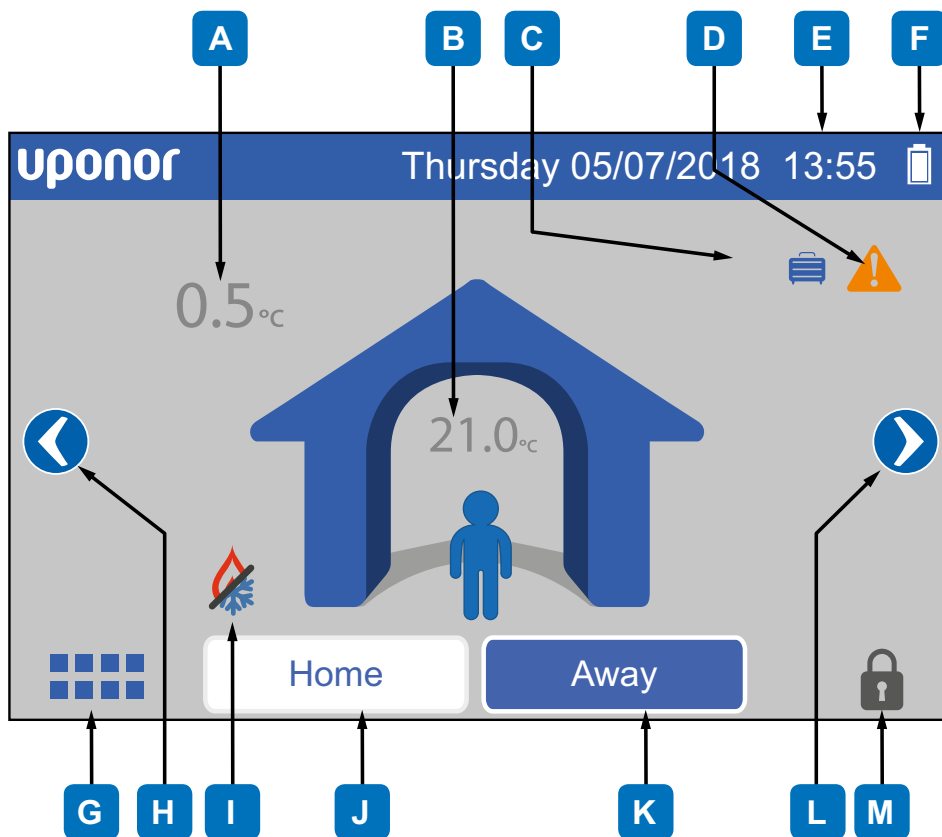 A B C D E F
uponor Thursday 05/07/2018 13:55
0.5°C
21.0°C
Home Away
G H I J K L M